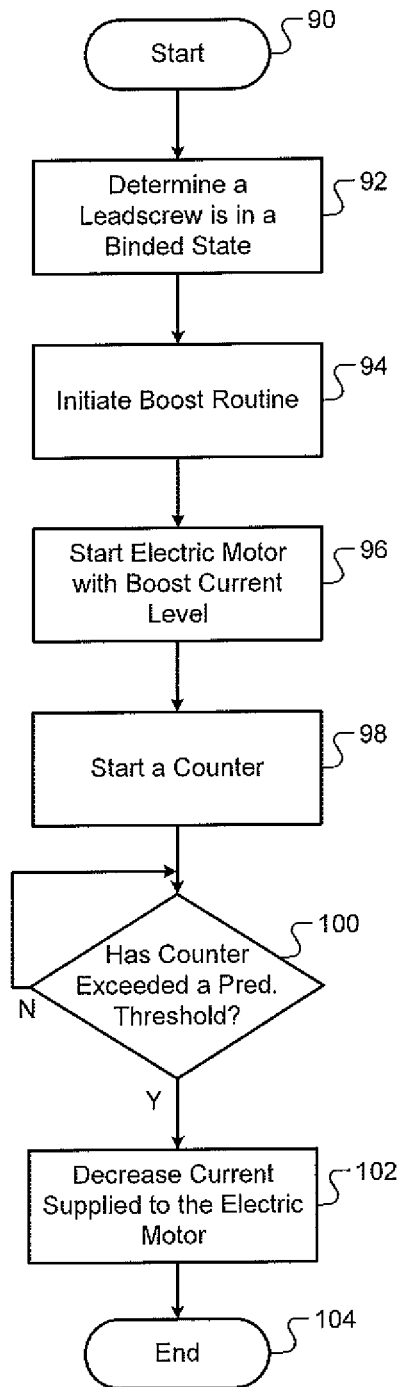 90
Start
92
Determine a
Leadscrew is in a
Binded State
94
Initiate Boost Routine
96
Start Electric Motor
with Boost Current
Level
98
Start a Counter
100
Has Counter
Exceeded a Pred.
Threshold?
N
Y
102
Decrease Current
Supplied to the Electric
Motor
104
End